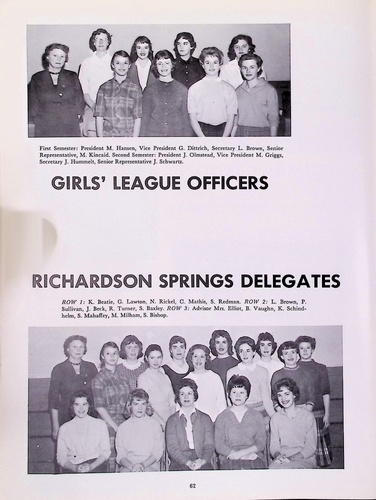 First Semester: President M. Hansen, Vice President G. Dittrich, Secretary L. Brown, Senior
Representative, M. Kincaid. Second Semester: President J. Olmstead, Vice President M. Griggs,
Secretary J. Hummelt, Senior Representative J. Schwartz.
GIRLS' LEAGUE OFFICERS
RICHARDSON SPRINGS DELEGATES
ROW 1: K. Beatie, G. Lawton, N. Rickel, C. Mathis, S. Redman. ROW 2: L. Brown, P.
Sullivan, J. Beck, R. Turner, S. Baxley. ROW 3: Advisor Mrs. Elliot, B. Vaughn, K. Schind-
helm, S. Mahaffey, M. Milham, S. Bishop.
62